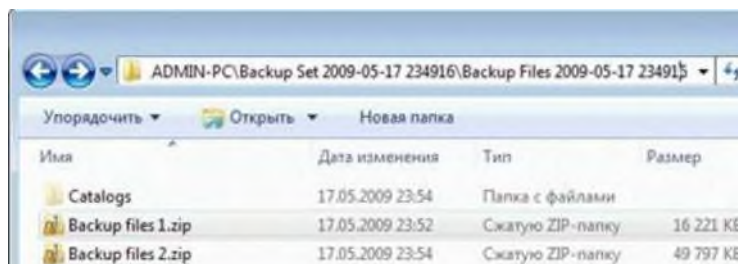 ADMIN-PC\Backup Set 2009-05-17 234916\Backup Files 2009-05-17 234915
Упорядочить Открыть Новая папка
Имя Дата изменения Тип Размер
Catalogs 17.05.2009 23:54 Папка с файлами
Backup files 1.zip 17.05.2009 23:52 Сжатую ZIP-папку 16 221 КБ
Backup files 2.zip 17.05.2009 23:54 Сжатую ZIP-папку 49 797 КБ